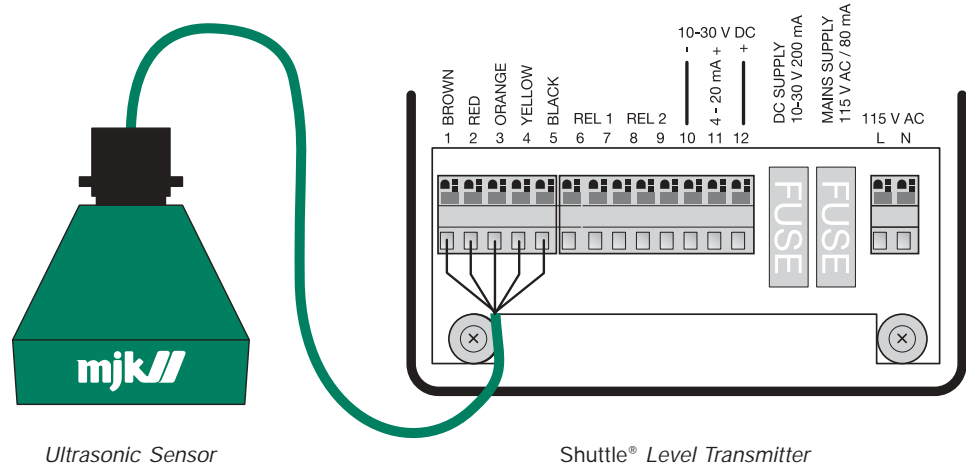 10-30 V DC
- +
BROWN
RED
ORANGE
YELLOW
BLACK
REL 1 REL 2
4 - 20 mA +
DC SUPPLY
10-30 V 200 mA
MAINS SUPPLY
115 V AC / 80 mA
115 V AC
1 2 3 4 5 6 7 8 9 10 11 12 L N
FUSE
FUSE
mjk
Ultrasonic Sensor
Shuttle® Level Transmitter